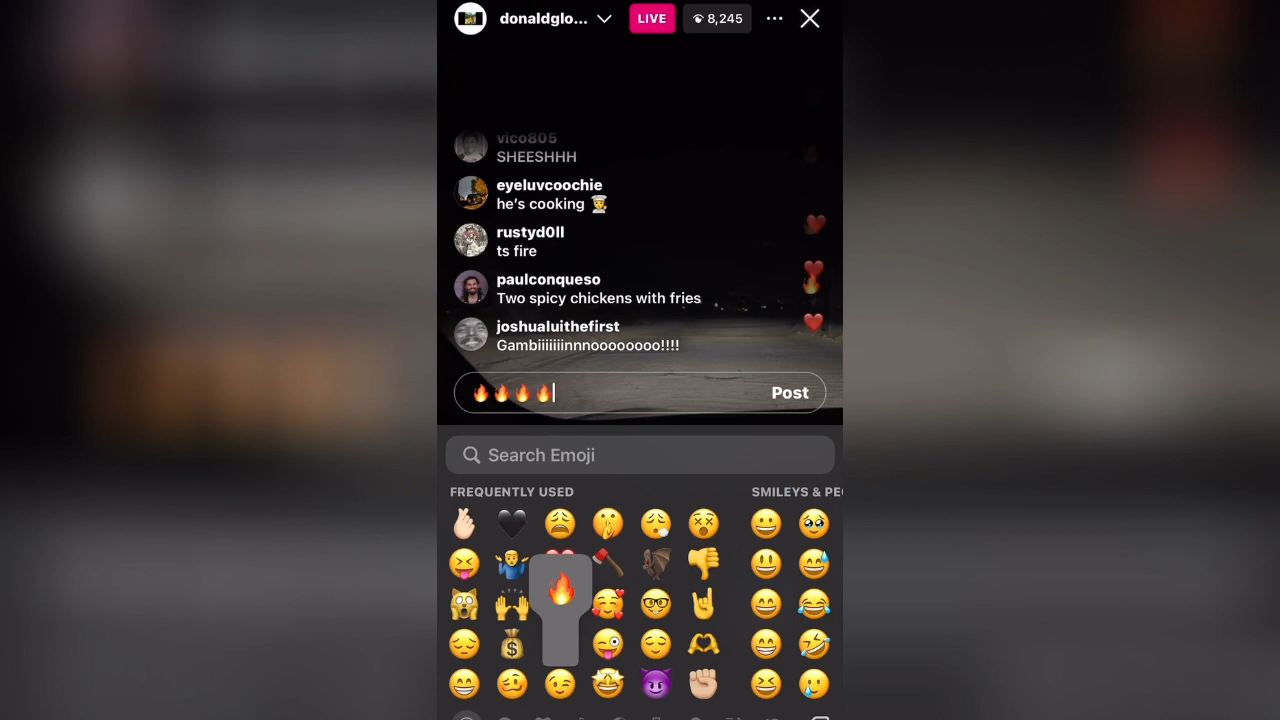 donaldglo... LIVE 8,245
vico805
SHEESHHH
eyeluvcoochie
he's cooking 👨‍🍳
rustyd0ll
ts fire
paulconqueso
Two spicy chickens with fries
joshualuithefirst
Gambiiiiiiinnnoooooooo!!!!
🔥🔥🔥🔥 Post
Search Emoji
FREQUENTLY USED SMILEYS & PE